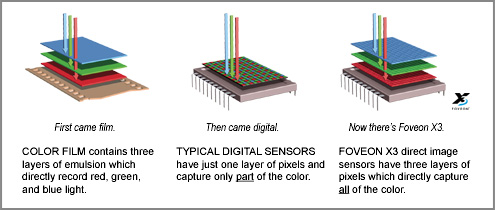 X3
FOVEON
First came film.
Then came digital.
Now there's Foveon X3.
COLOR FILM contains three
layers of emulsion which
directly record red, green,
and blue light.
TYPICAL DIGITAL SENSORS
have just one layer of pixels and
capture only part of the color.
FOVEON X3 direct image
sensors have three layers of
pixels which directly capture
all of the color.